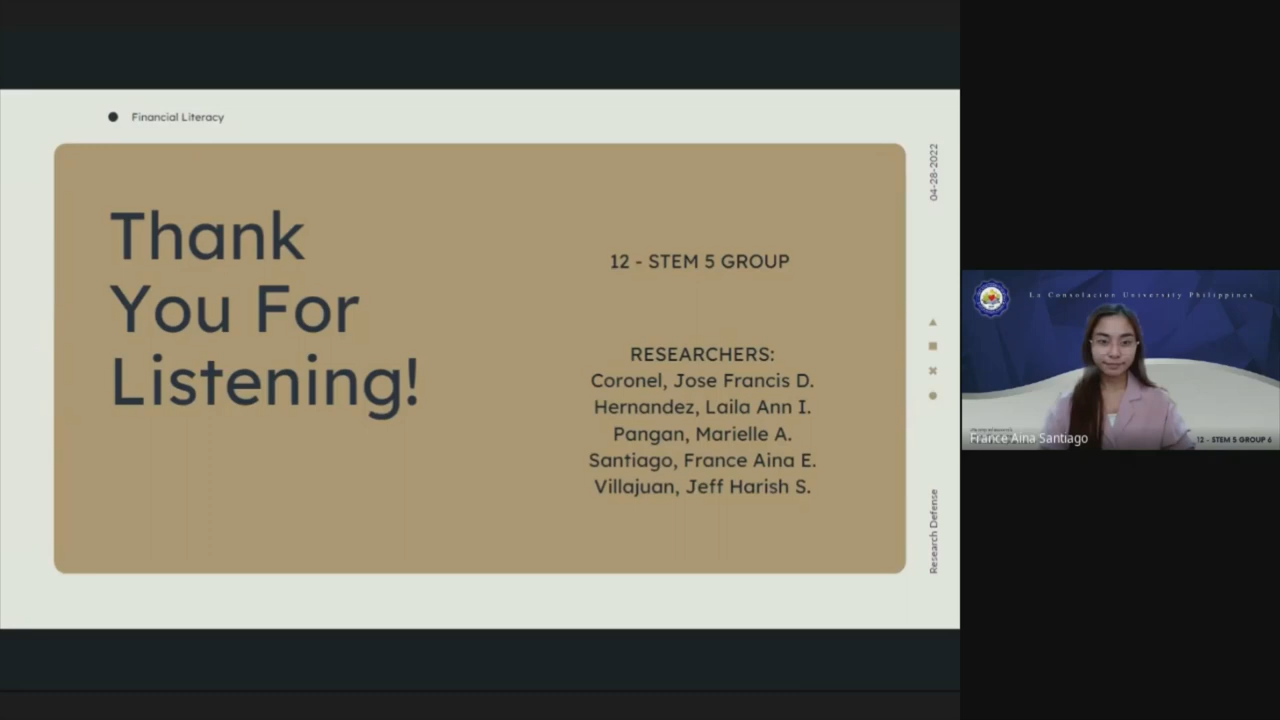 Financial Literacy
04-28-2022
Thank
You For
Listening!
12 - STEM 5 GROUP
RESEARCHERS:
Coronel, Jose Francis D.
Hernandez, Laila Ann I.
Pangan, Marielle A.
Santiago, France Aina E.
Villajuan, Jeff Harish S.
Research Defense
La Consolacion University Philippines
France Aina Santiago
12 - STEM 5 GROUP 6